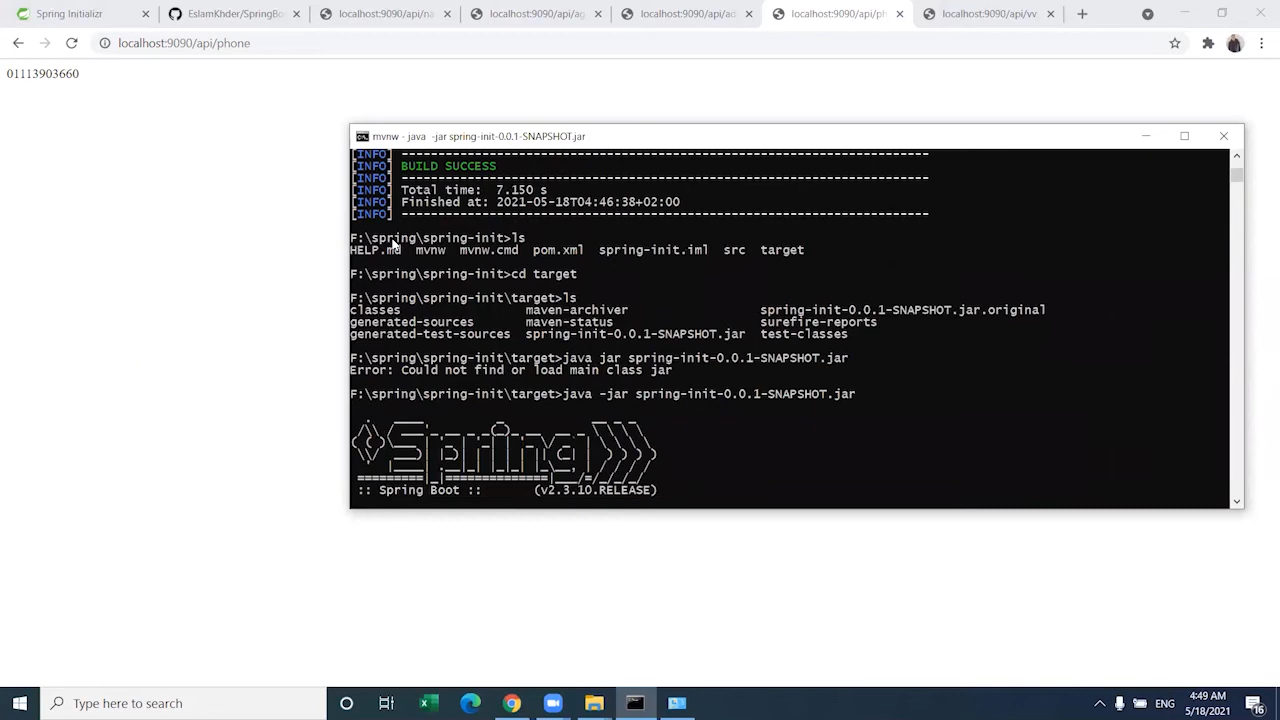 Spring Initializr
EslamKhder/SpringBo
localhost:9090/api/na
localhost:9090/api/ag
localhost:9090/api/ad
localhost:9090/api/ph
localhost:9090/api/vv
localhost:9090/api/phone
01113903660
mvnw - java -jar spring-init-0.0.1-SNAPSHOT.jar
[INFO] ------------------------------------------------------------------------
[INFO] BUILD SUCCESS
[INFO] ------------------------------------------------------------------------
[INFO] Total time:  7.150 s
[INFO] Finished at: 2021-05-18T04:46:38+02:00
[INFO] ------------------------------------------------------------------------
F:\spring\spring-init>ls
HELP.md  mvnw  mvnw.cmd  pom.xml  spring-init.iml  src  target
F:\spring\spring-init>cd target
F:\spring\spring-init\target>ls
classes                 maven-archiver                  spring-init-0.0.1-SNAPSHOT.jar.original
generated-sources       maven-status                    surefire-reports
generated-test-sources  spring-init-0.0.1-SNAPSHOT.jar  test-classes
F:\spring\spring-init\target>java jar spring-init-0.0.1-SNAPSHOT.jar
Error: Could not find or load main class jar
F:\spring\spring-init\target>java -jar spring-init-0.0.1-SNAPSHOT.jar
Spring
:: Spring Boot ::        (v2.3.10.RELEASE)
Type here to search
ENG
4:49 AM
5/18/2021
16